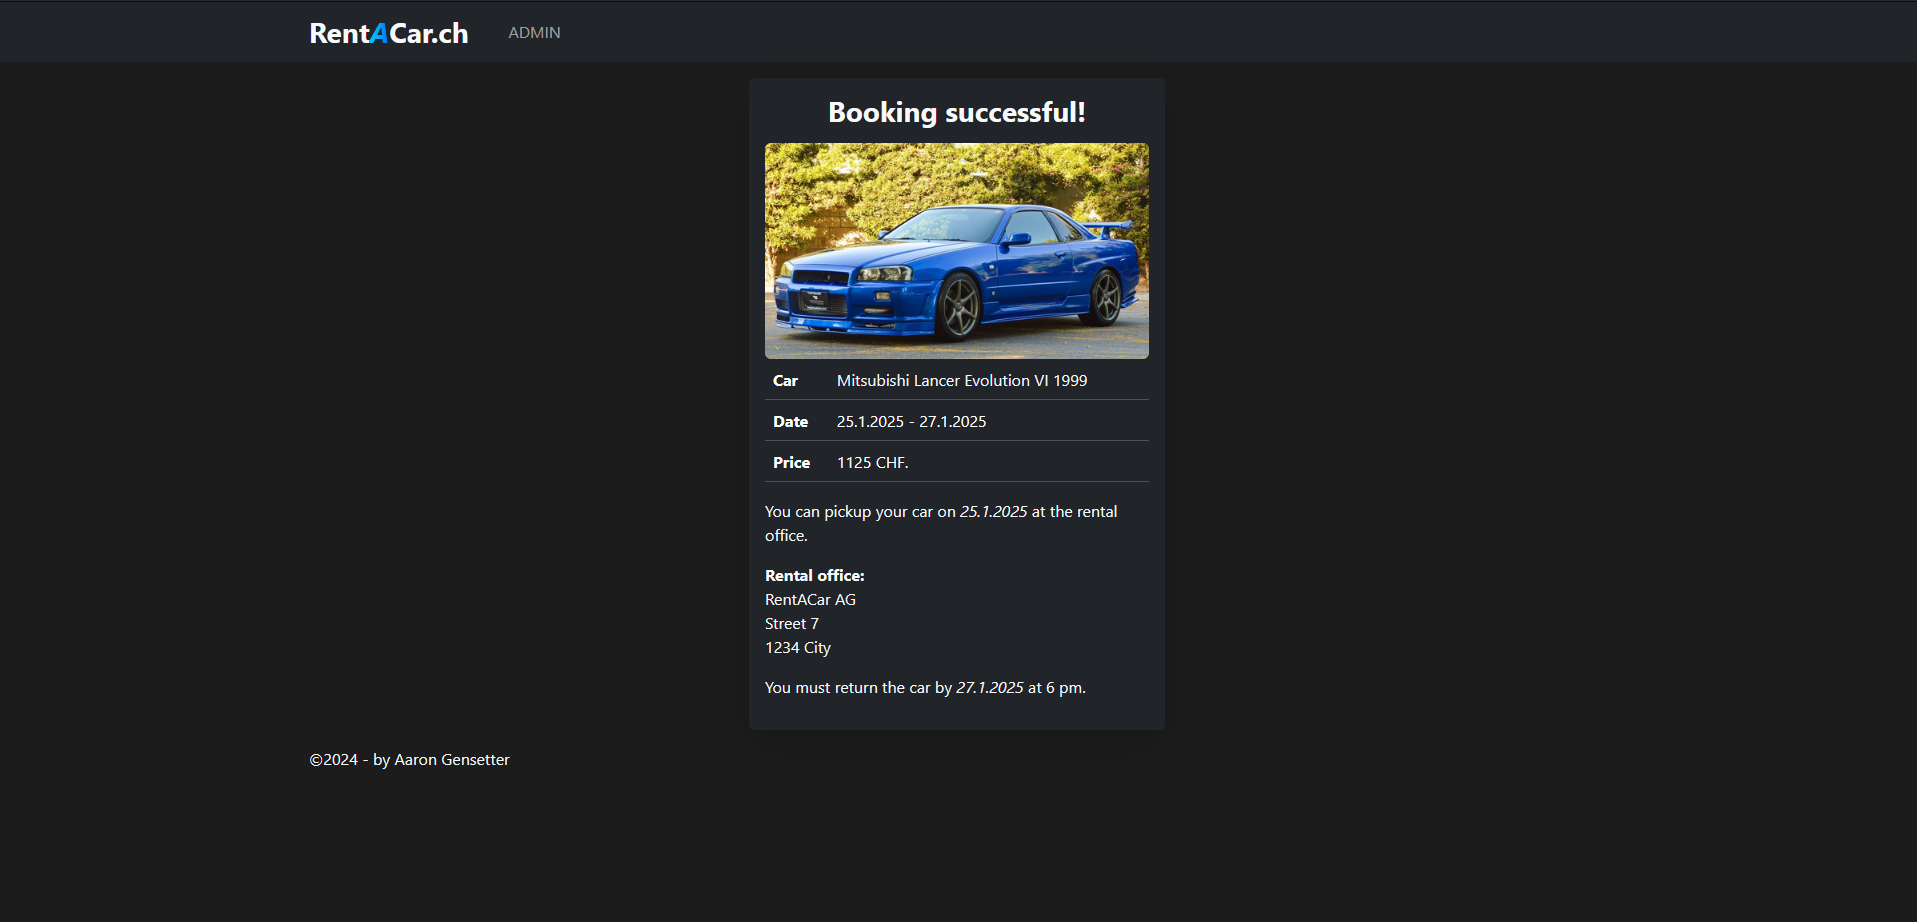 RentACar.ch ADMIN
Booking successful!
Car Mitsubishi Lancer Evolution VI 1999
Date 25.1.2025 - 27.1.2025
Price 1125 CHF.
You can pickup your car on 25.1.2025 at the rental
office.
Rental office:
RentACar AG
Street 7
1234 City
You must return the car by 27.1.2025 at 6 pm.
©2024 - by Aaron Gensetter